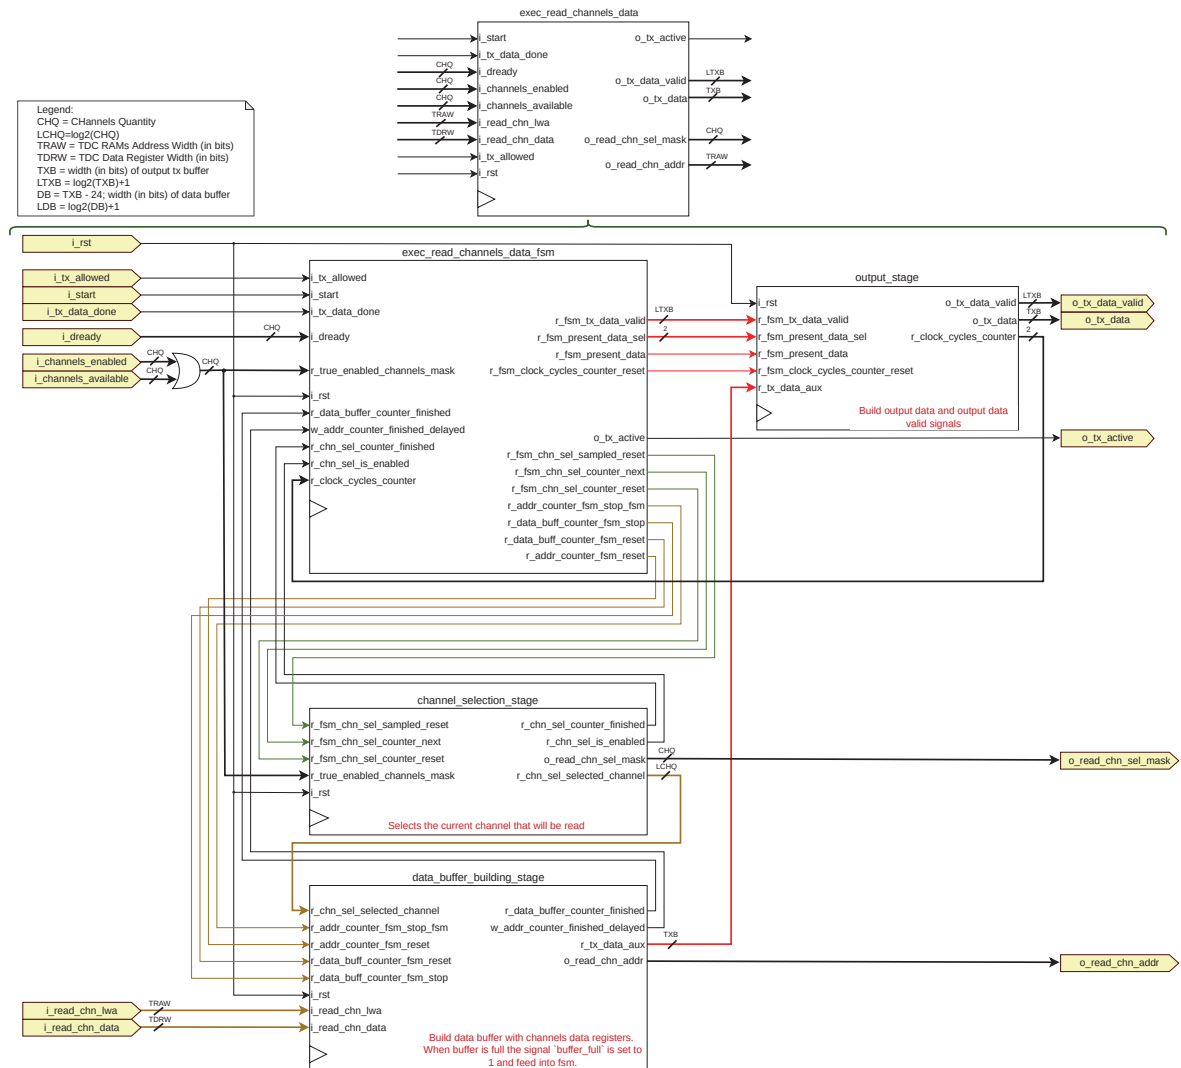 exec_read_channels_data
i_start
o_tx_active
i_tx_data_done
CHQ
i_dready
LTXB
o_tx_data_valid
CHQ
i_channels_enabled
TXB
o_tx_data
CHQ
i_channels_available
TRAW
i_read_chn_lwa
TDRW
i_read_chn_data
CHQ
o_read_chn_sel_mask
i_tx_allowed
TRAW
o_read_chn_addr
i_rst
Legend:
CHQ = CHannels Quantity
LCHQ=log2(CHQ)
TRAW = TDC RAMs Address Width (in bits)
TDRW = TDC Data Register Width (in bits)
TXB = width (in bits) of output tx buffer
LTXB = log2(TXB)+1
DB = TXB - 24; width (in bits) of data buffer
LDB = log2(DB)+1
i_rst
i_tx_allowed
i_start
i_tx_data_done
i_dready
CHQ
i_channels_enabled
CHQ
i_channels_available
CHQ
CHQ
exec_read_channels_data_fsm
i_tx_allowed
i_start
i_tx_data_done
i_dready
r_true_enabled_channels_mask
i_rst
r_data_buffer_counter_finished
w_addr_counter_finished_delayed
r_chn_sel_counter_finished
r_chn_sel_is_enabled
r_clock_cycles_counter
r_fsm_tx_data_valid
LTXB
r_fsm_present_data_sel
2
r_fsm_present_data
r_fsm_clock_cycles_counter_reset
o_tx_active
r_fsm_chn_sel_sampled_reset
r_fsm_chn_sel_counter_next
r_fsm_chn_sel_counter_reset
r_addr_counter_fsm_stop_fsm
r_data_buff_counter_fsm_stop
r_data_buff_counter_fsm_reset
r_addr_counter_fsm_reset
output_stage
i_rst
r_fsm_tx_data_valid
r_fsm_present_data_sel
r_fsm_present_data
r_fsm_clock_cycles_counter_reset
r_tx_data_aux
o_tx_data_valid
LTXB
o_tx_data
TXB
r_clock_cycles_counter
2
Build output data and output data
valid signals
o_tx_data_valid
o_tx_data
o_tx_active
channel_selection_stage
r_fsm_chn_sel_sampled_reset
r_fsm_chn_sel_counter_next
r_fsm_chn_sel_counter_reset
r_true_enabled_channels_mask
i_rst
r_chn_sel_counter_finished
r_chn_sel_is_enabled
o_read_chn_sel_mask
CHQ
r_chn_sel_selected_channel
LCHQ
Selects the current channel that will be read
o_read_chn_sel_mask
data_buffer_building_stage
r_chn_sel_selected_channel
r_addr_counter_fsm_stop_fsm
r_addr_counter_fsm_reset
r_data_buff_counter_fsm_reset
r_data_buff_counter_fsm_stop
i_rst
i_read_chn_lwa
i_read_chn_data
r_data_buffer_counter_finished
w_addr_counter_finished_delayed
r_tx_data_aux
TXB
o_read_chn_addr
o_read_chn_addr
i_read_chn_lwa
TRAW
i_read_chn_data
TDRW
Build data buffer with channels data registers.
When buffer is full the signal `buffer_full` is set to
1 and feed into fsm.